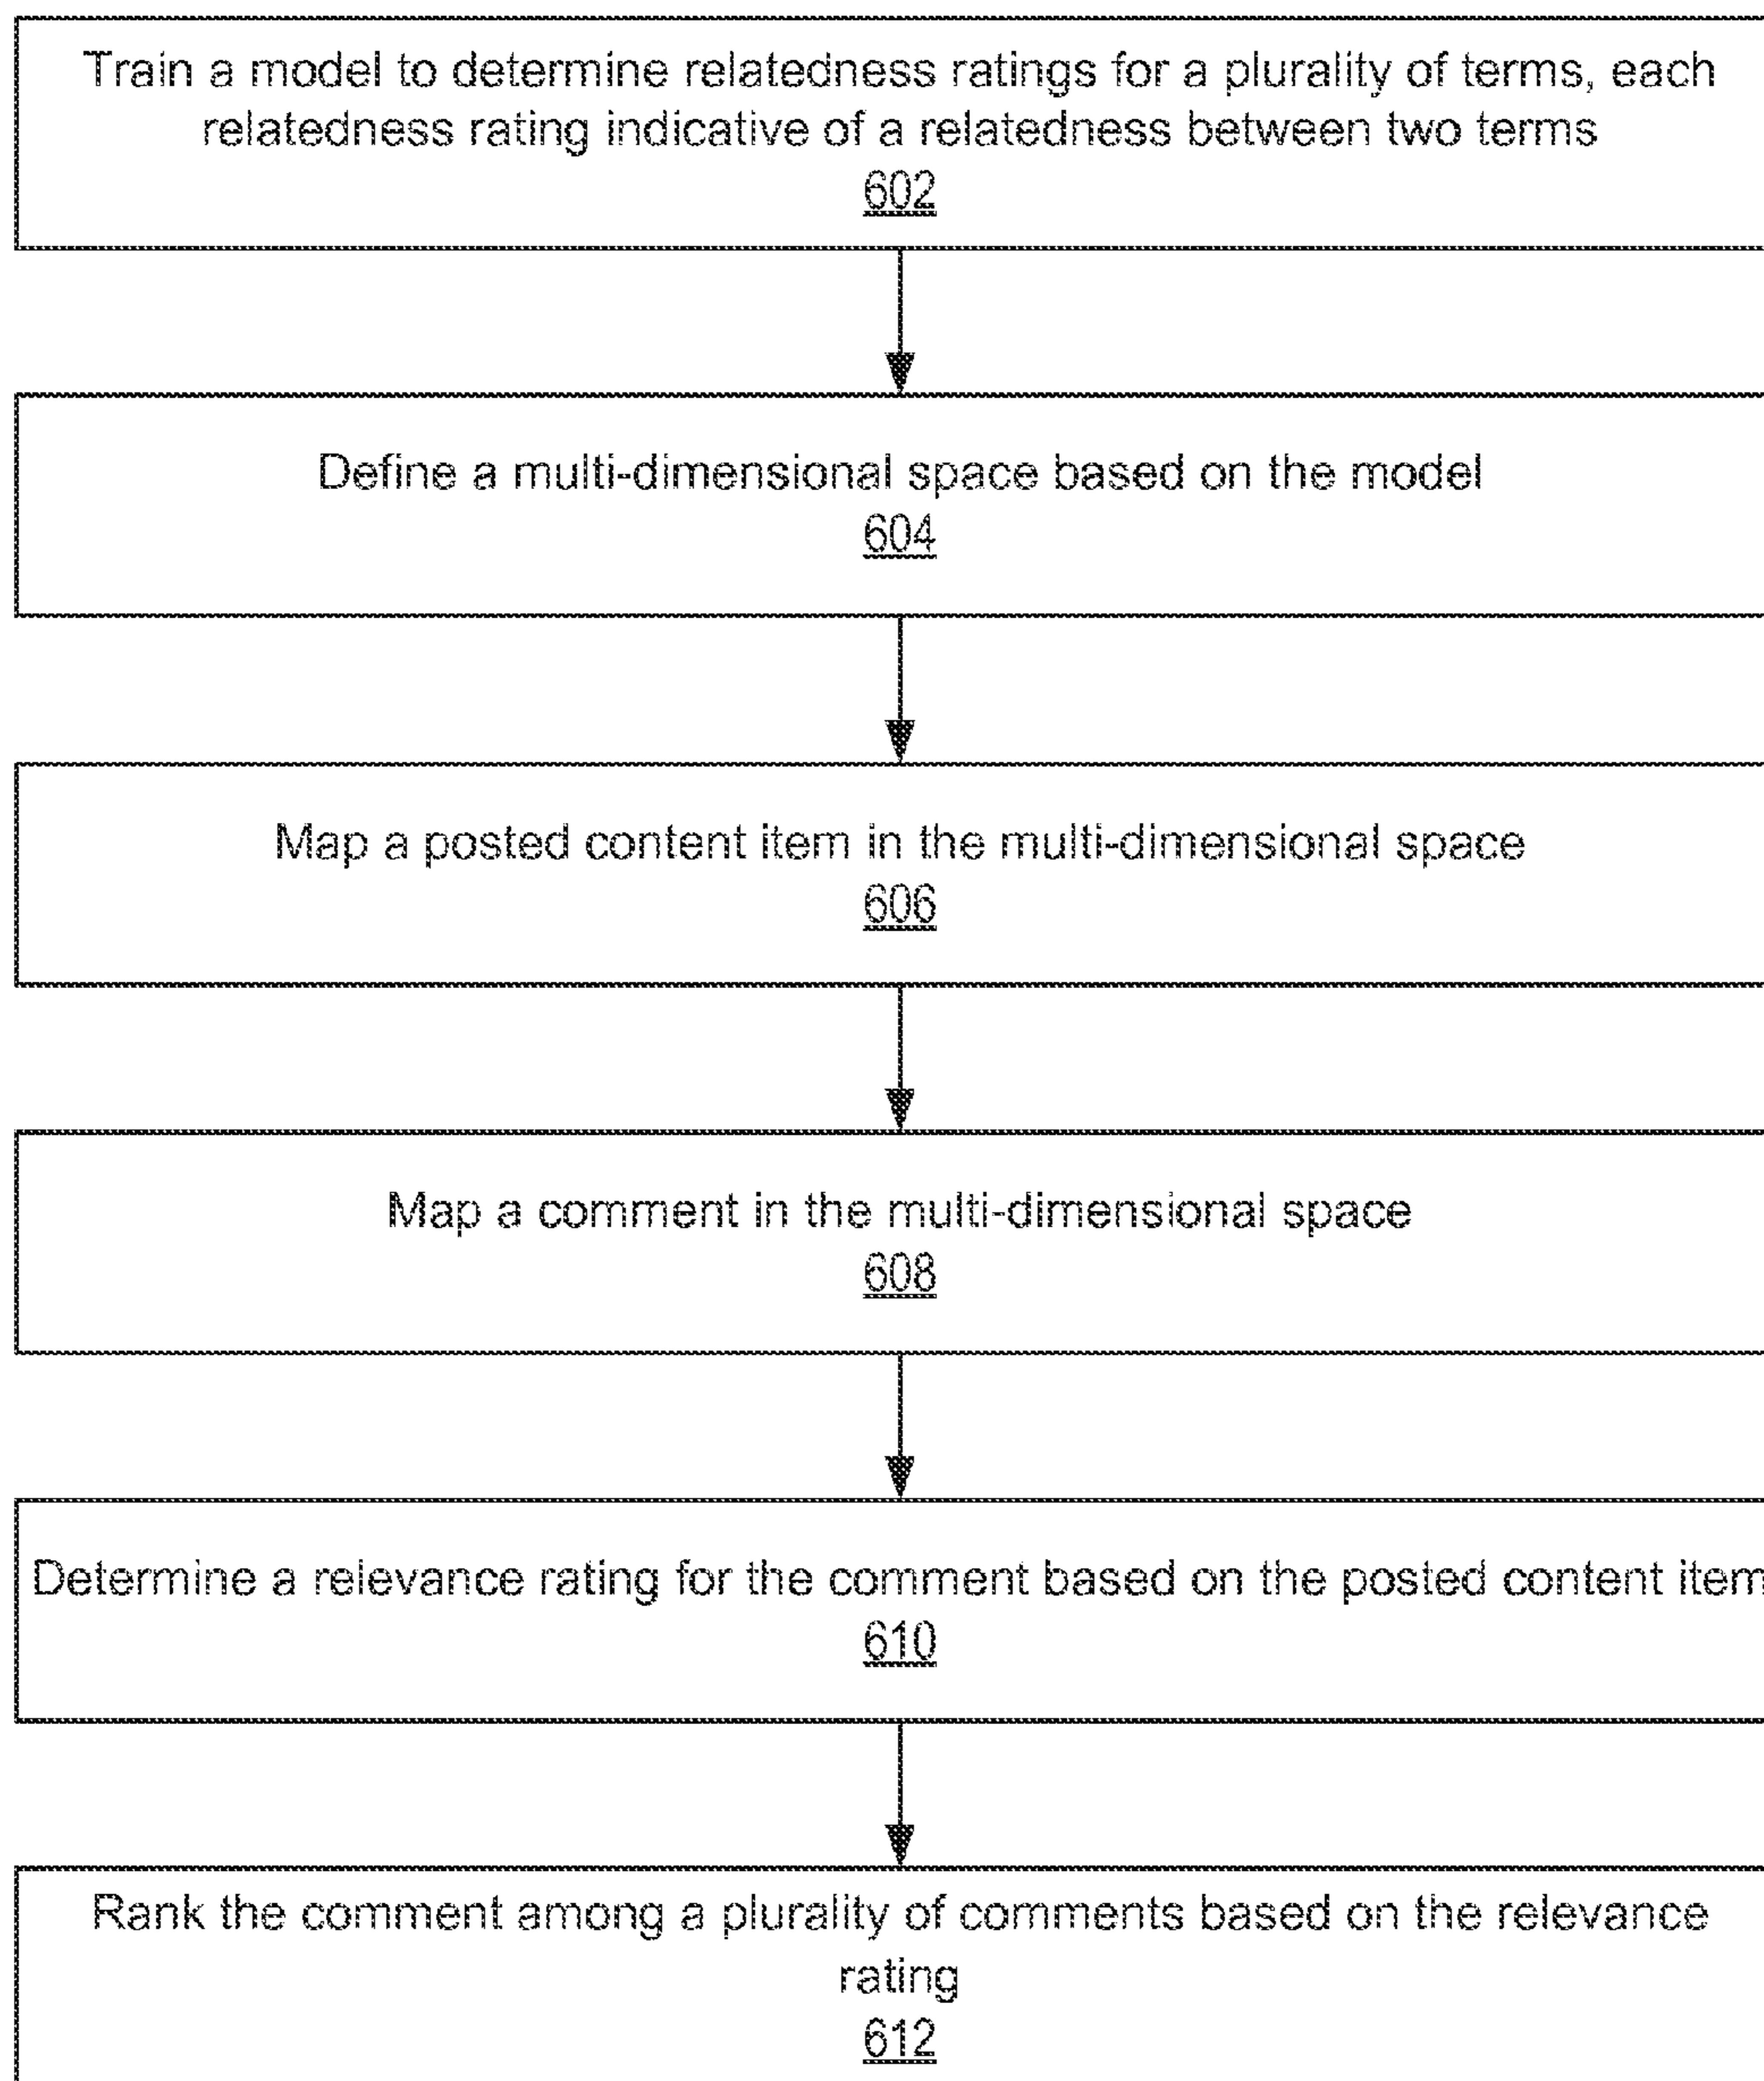 Train a model to determine relatedness ratings for a plurality of terms, each
relatedness rating indicative of a relatedness between two terms
602
Define a multi-dimensional space based on the model
604
Map a posted content item in the multi-dimensional space
606
Map a comment in the multi-dimensional space
608
Determine a relevance rating for the comment based on the posted content item
610
Rank the comment among a plurality of comments based on the relevance
rating
612